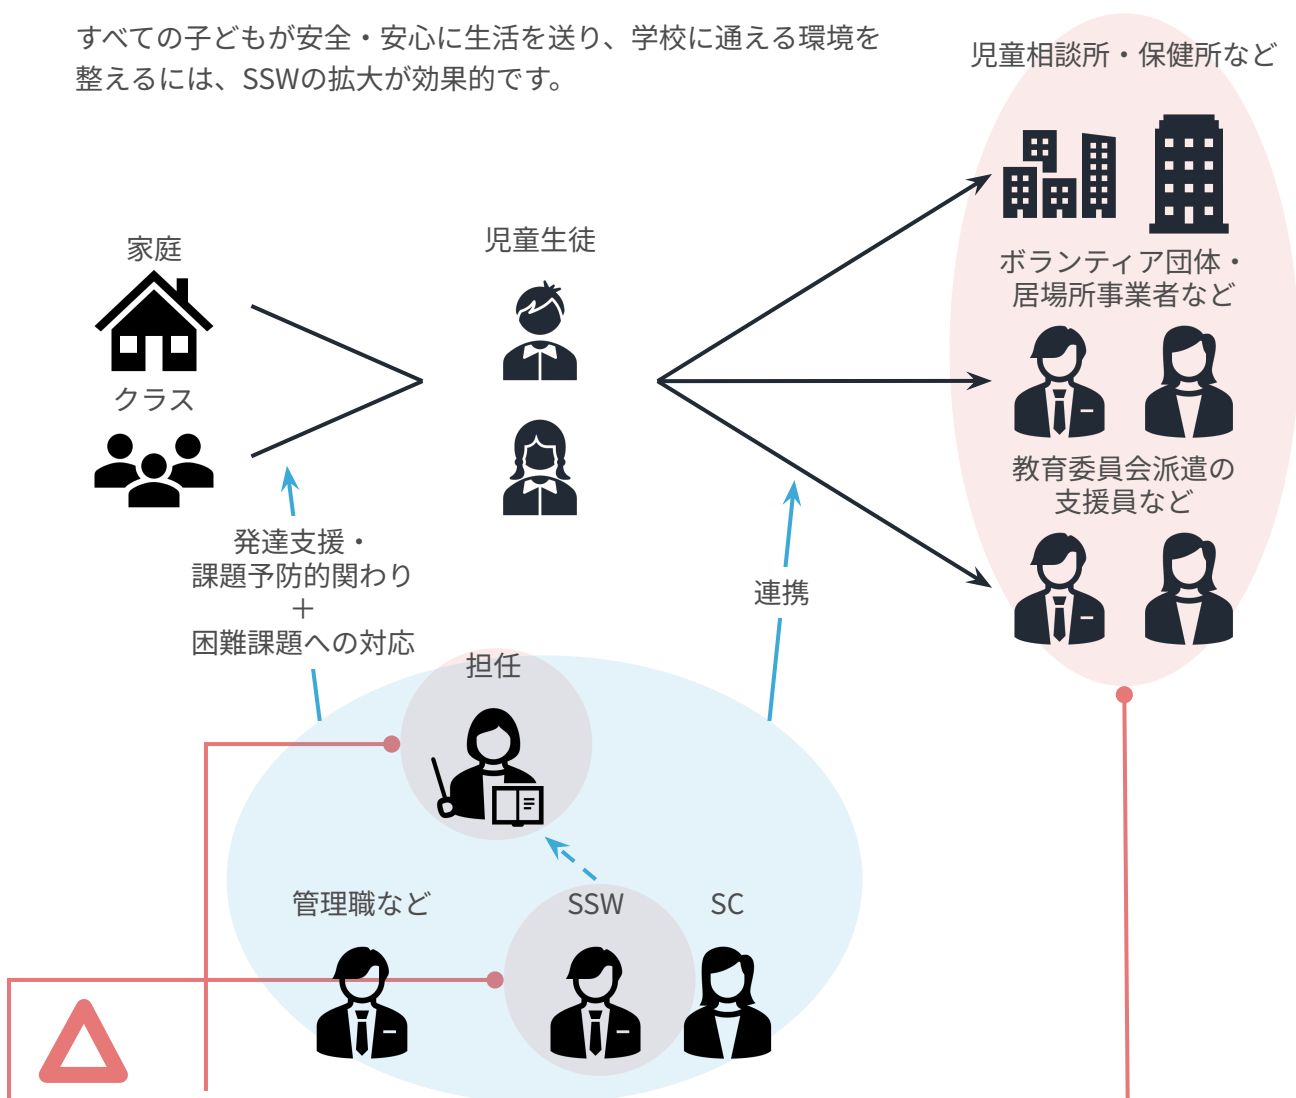 すべての子どもが安全・安心に生活を送り、学校に通える環境を
整えるには、SSWの拡大が効果的です。
児童相談所・保健所など
家庭
児童生徒
ボランティア団体・
居場所事業者など
クラス
教育委員会派遣の
支援員など
発達支援・
課題予防的関わり
＋
困難課題への対応
連携
担任
管理職など
SSW
SC